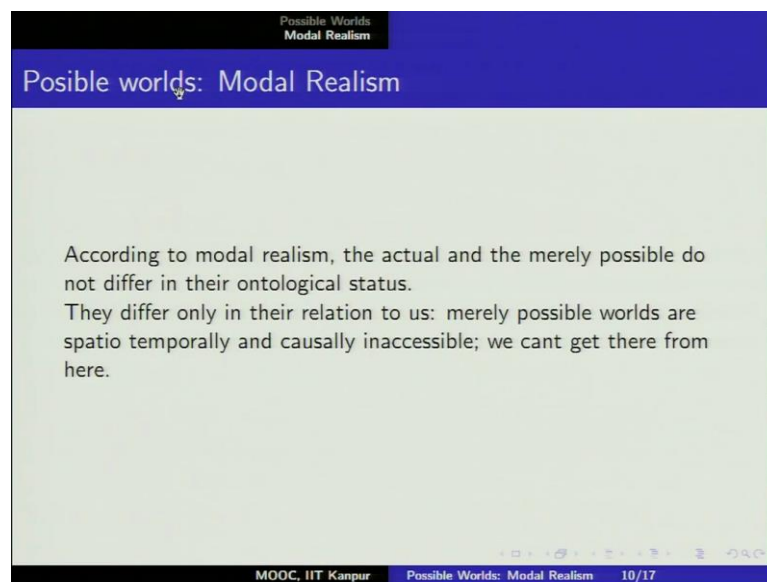 Possible Worlds
Modal Realism
Posible worlds: Modal Realism
According to modal realism, the actual and the merely possible do
not differ in their ontological status.
They differ only in their relation to us: merely possible worlds are
spatio temporally and causally inaccessible; we cant get there from
here.
MOOC, IIT Kanpur Possible Worlds: Modal Realism 10/17